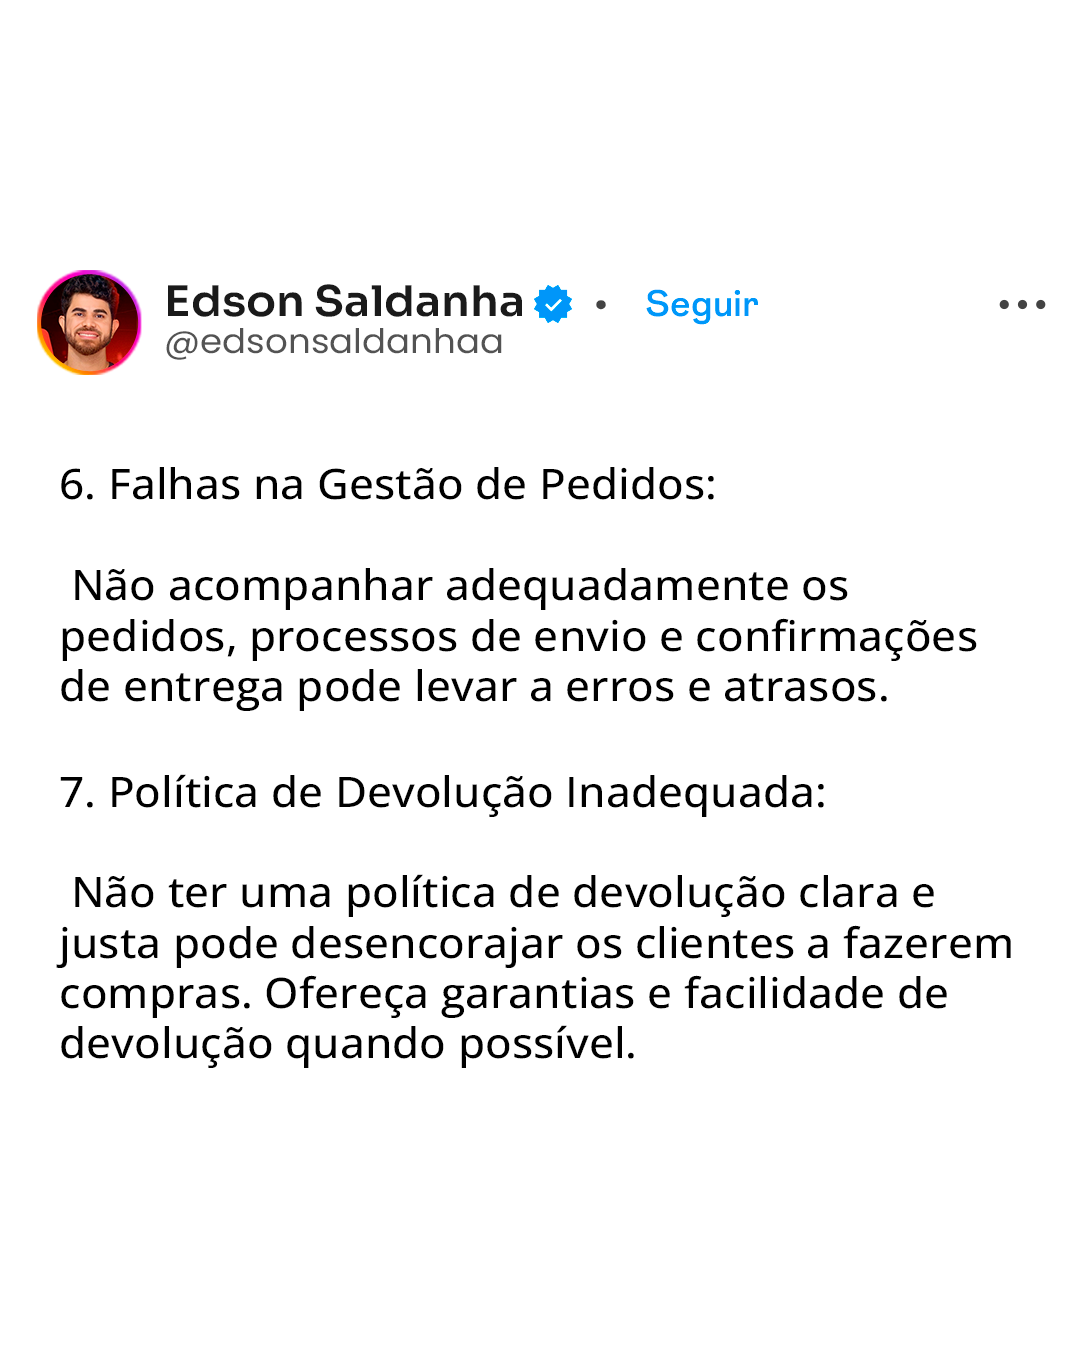 Edson Saldanha • Seguir
@edsonsaldanhaa
6. Falhas na Gestão de Pedidos:
Não acompanhar adequadamente os
pedidos, processos de envio e confirmações
de entrega pode levar a erros e atrasos.
7. Política de Devolução Inadequada:
Não ter uma política de devolução clara e
justa pode desencorajar os clientes a fazerem
compras. Ofereça garantias e facilidade de
devolução quando possível.